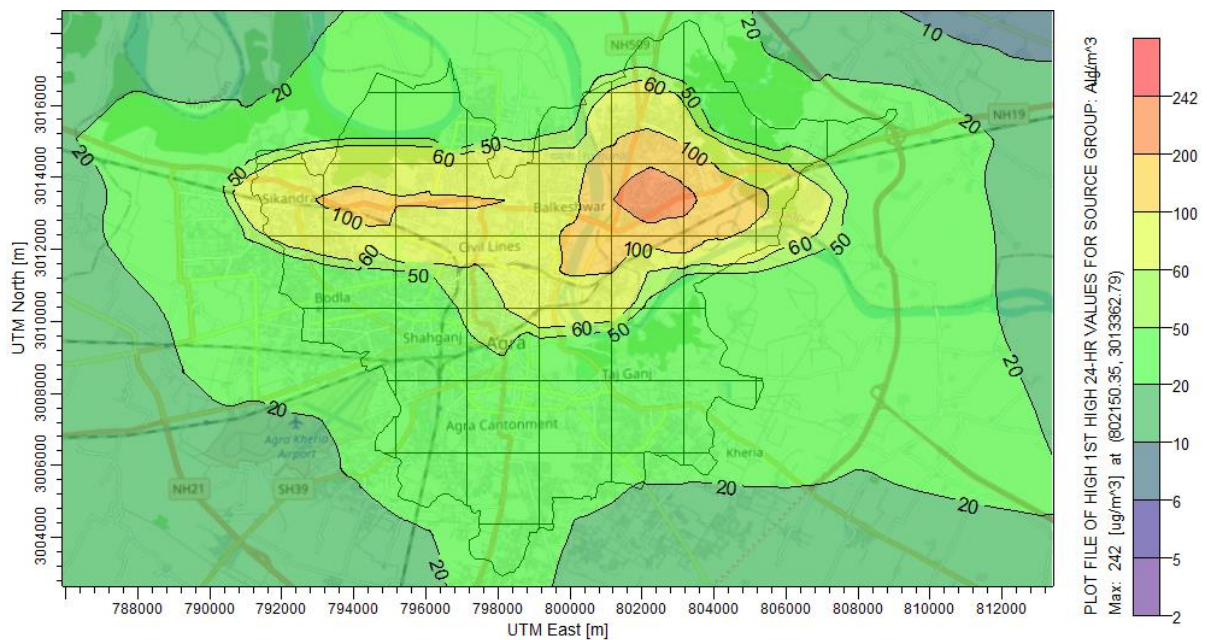 20
10
NH509
20
60
50
NH19
20
20
50
60
50
100
Sikandra
100
Balkeshwar
100
60
Civil Lines
60
50
50
Bodla
60
50
Shahganj
Agra
20
Taj Ganj
20
Agra Kheria
Airport
Agra Cantonment
Kheria
NH21
SH39
20
20
20
UTM North [m]
3016000
3014000
3012000
3010000
3008000
3006000
3004000
788000 790000 792000 794000 796000 798000 800000 802000 804000 806000 808000 810000 812000
UTM East [m]
PLOT FILE OF HIGH 1ST HIGH 24-HR VALUES FOR SOURCE GROUP:
Max: 242 [ug/m^3] at (802150.35, 3013362.79)
ug/m^3
242
200
100
60
50
20
10
6
5
2